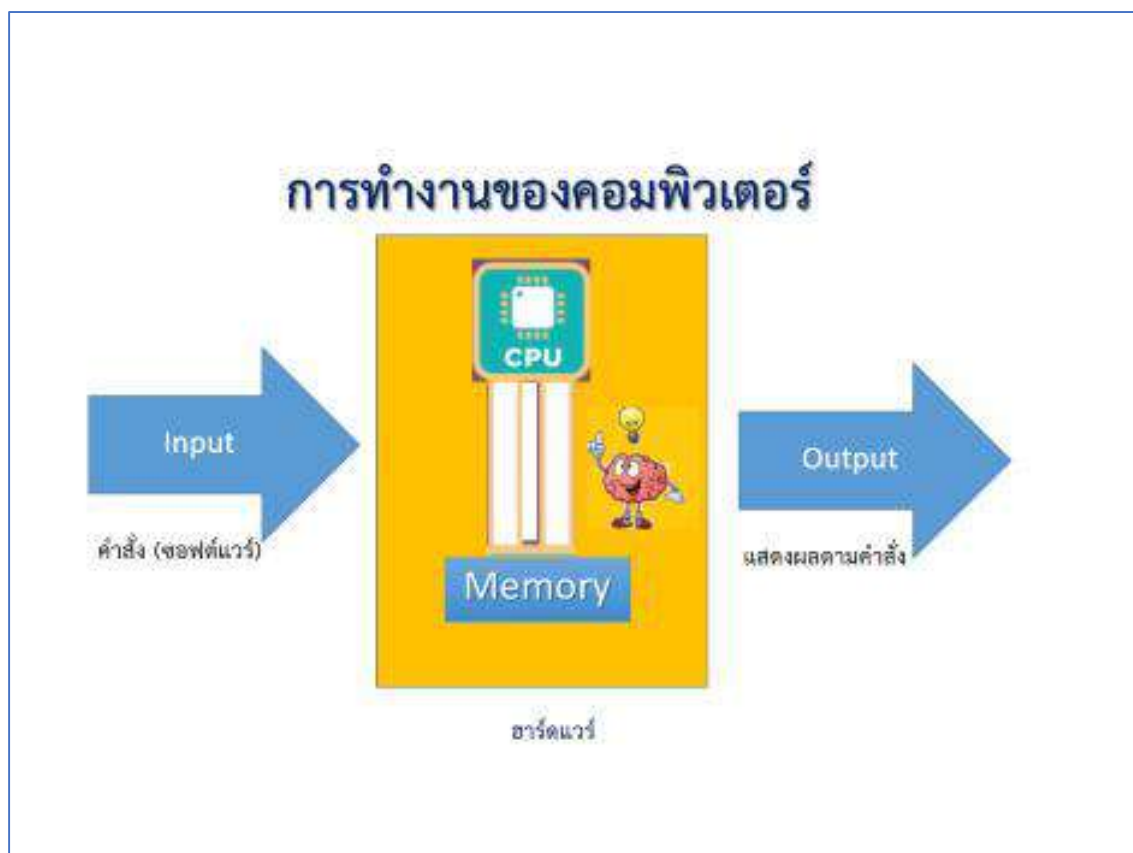 การทำงานของคอมพิวเตอร์
CPU
Input
Output
คำสั่ง (ซอฟต์แวร์)
แสดงผลตามคำสั่ง
Memory
ฮาร์ดแวร์